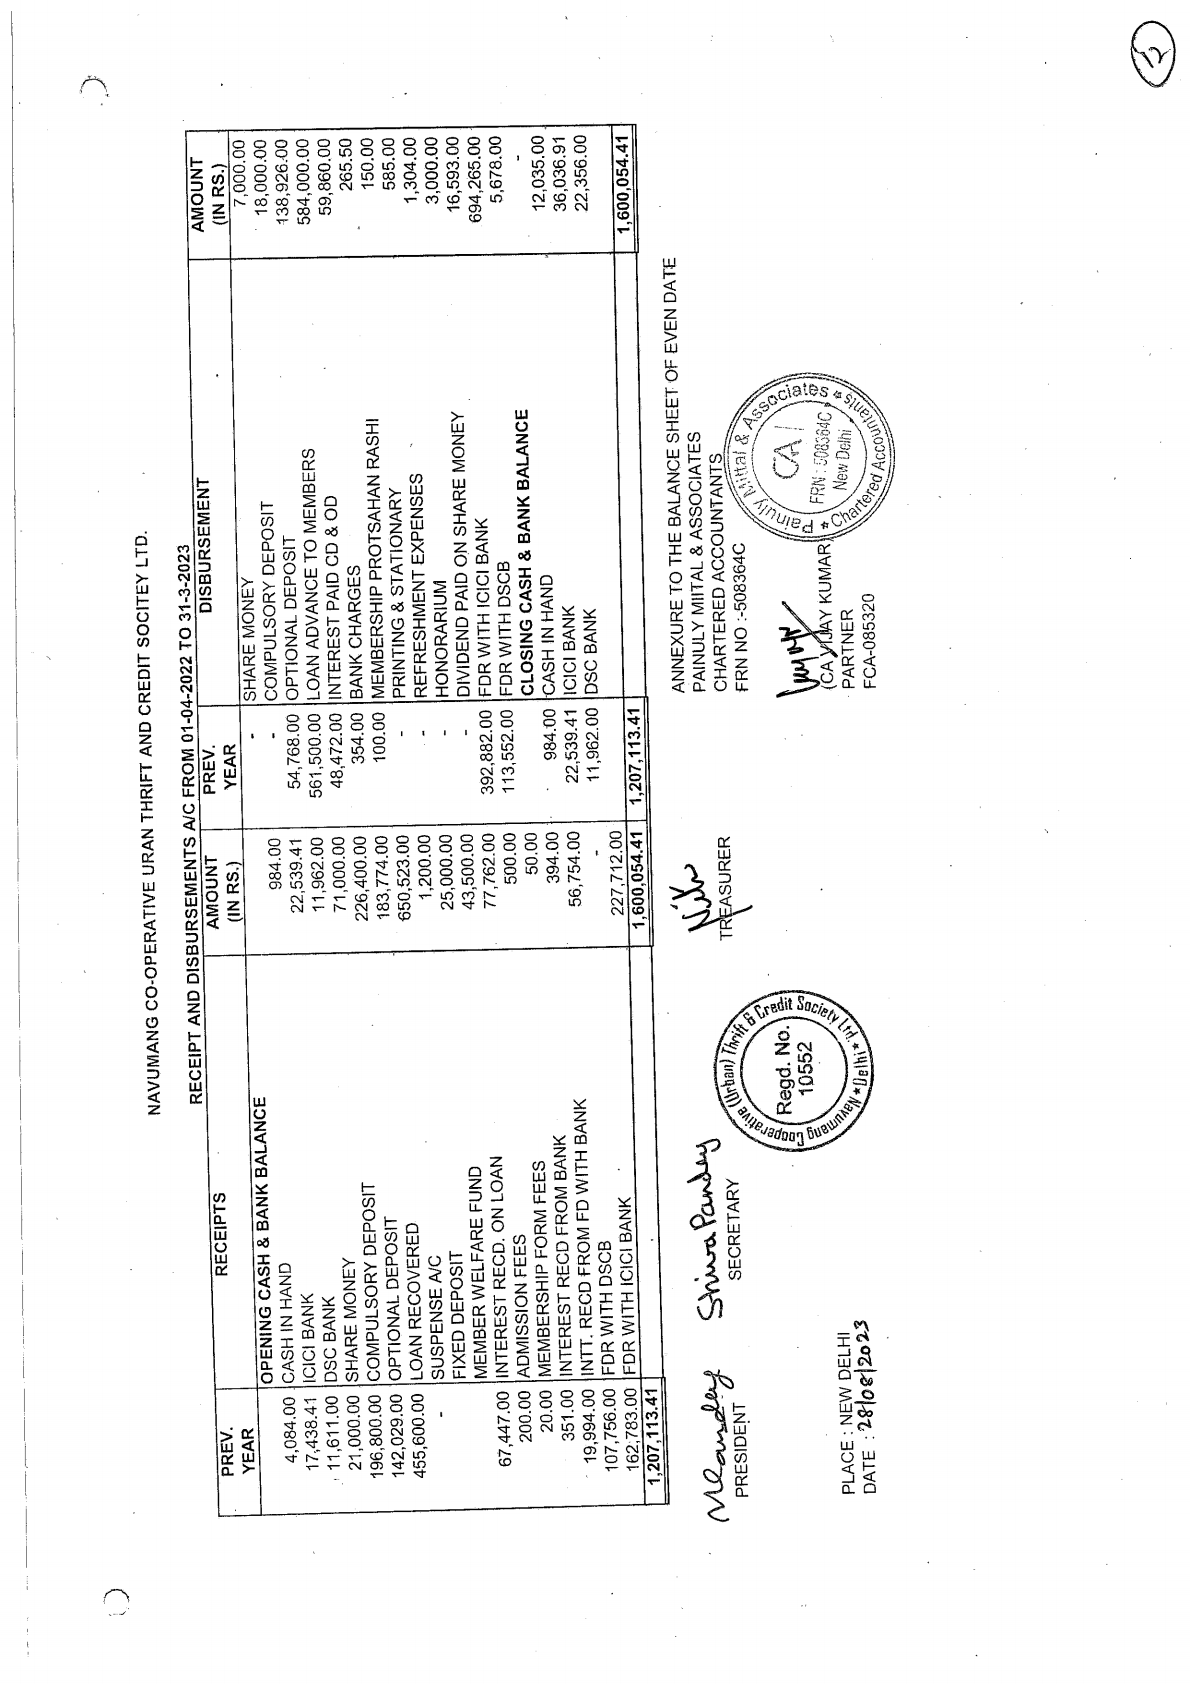 12
NAVUMANG CO-OPERATIVE URAN THRIFT AND CREDIT SOCITEY LTD.
RECEIPT AND DISBURSEMENTS A/C FROM 01-04-2022 TO 31-3-2023
PREV. YEAR RECEIPTS AMOUNT (IN RS.) PREV. YEAR DISBURSEMENT AMOUNT (IN RS.)
OPENING CASH & BANK BALANCE - SHARE MONEY 7,000.00
4,084.00 CASH IN HAND 984.00 - COMPULSORY DEPOSIT 18,000.00
17,438.41 ICICI BANK 22,539.41 54,768.00 OPTIONAL DEPOSIT 138,926.00
11,611.00 DSC BANK 11,962.00 561,500.00 LOAN ADVANCE TO MEMBERS 584,000.00
21,000.00 SHARE MONEY 71,000.00 48,472.00 INTEREST PAID CD & OD 59,860.00
196,800.00 COMPULSORY DEPOSIT 226,400.00 354.00 BANK CHARGES 265.50
142,029.00 OPTIONAL DEPOSIT 183,774.00 100.00 MEMBERSHIP PROTSAHAN RASHI 150.00
455,600.00 LOAN RECOVERED 650,523.00 - PRINTING & STATIONARY 585.00
- SUSPENSE A/C 1,200.00 - REFRESHMENT EXPENSES 1,304.00
FIXED DEPOSIT 25,000.00 - HONORARIUM 3,000.00
MEMBER WELFARE FUND 43,500.00 - DIVIDEND PAID ON SHARE MONEY 16,593.00
67,447.00 INTEREST RECD. ON LOAN 77,762.00 392,882.00 FDR WITH ICICI BANK 694,265.00
200.00 ADMISSION FEES 500.00 113,552.00 FDR WITH DSCB 5,678.00
20.00 MEMBERSHIP FORM FEES 50.00 CLOSING CASH & BANK BALANCE -
351.00 INTEREST RECD FROM BANK 394.00 984.00 CASH IN HAND 12,035.00
19,994.00 INTT. RECD FROM FD WITH BANK 56,754.00 22,539.41 ICICI BANK 36,036.91
107,756.00 FDR WITH DSCB - 11,962.00 DSC BANK 22,356.00
162,783.00 FDR WITH ICICI BANK 227,712.00
1,207,113.41 1,600,054.41 1,207,113.41 1,600,054.41
ANNEXURE TO THE BALANCE SHEET OF EVEN DATE
PAINULY MIITAL & ASSOCIATES
CHARTERED ACCOUNTANTS
FRN NO :-508364C
Shiwa Pandey
PRESIDENT SECRETARY TREASURER
Navumang Cooperative (Urban) Thrift & Credit Society Ltd. * Delhi *
Regd. No.
10552
Painuly Mittal & Associates * Chartered Accountants *
CA
FRN : 508364C
New Delhi
(CA VIJAY KUMAR)
PARTNER
FCA-085320
PLACE : NEW DELHI
DATE : 28/08/2023